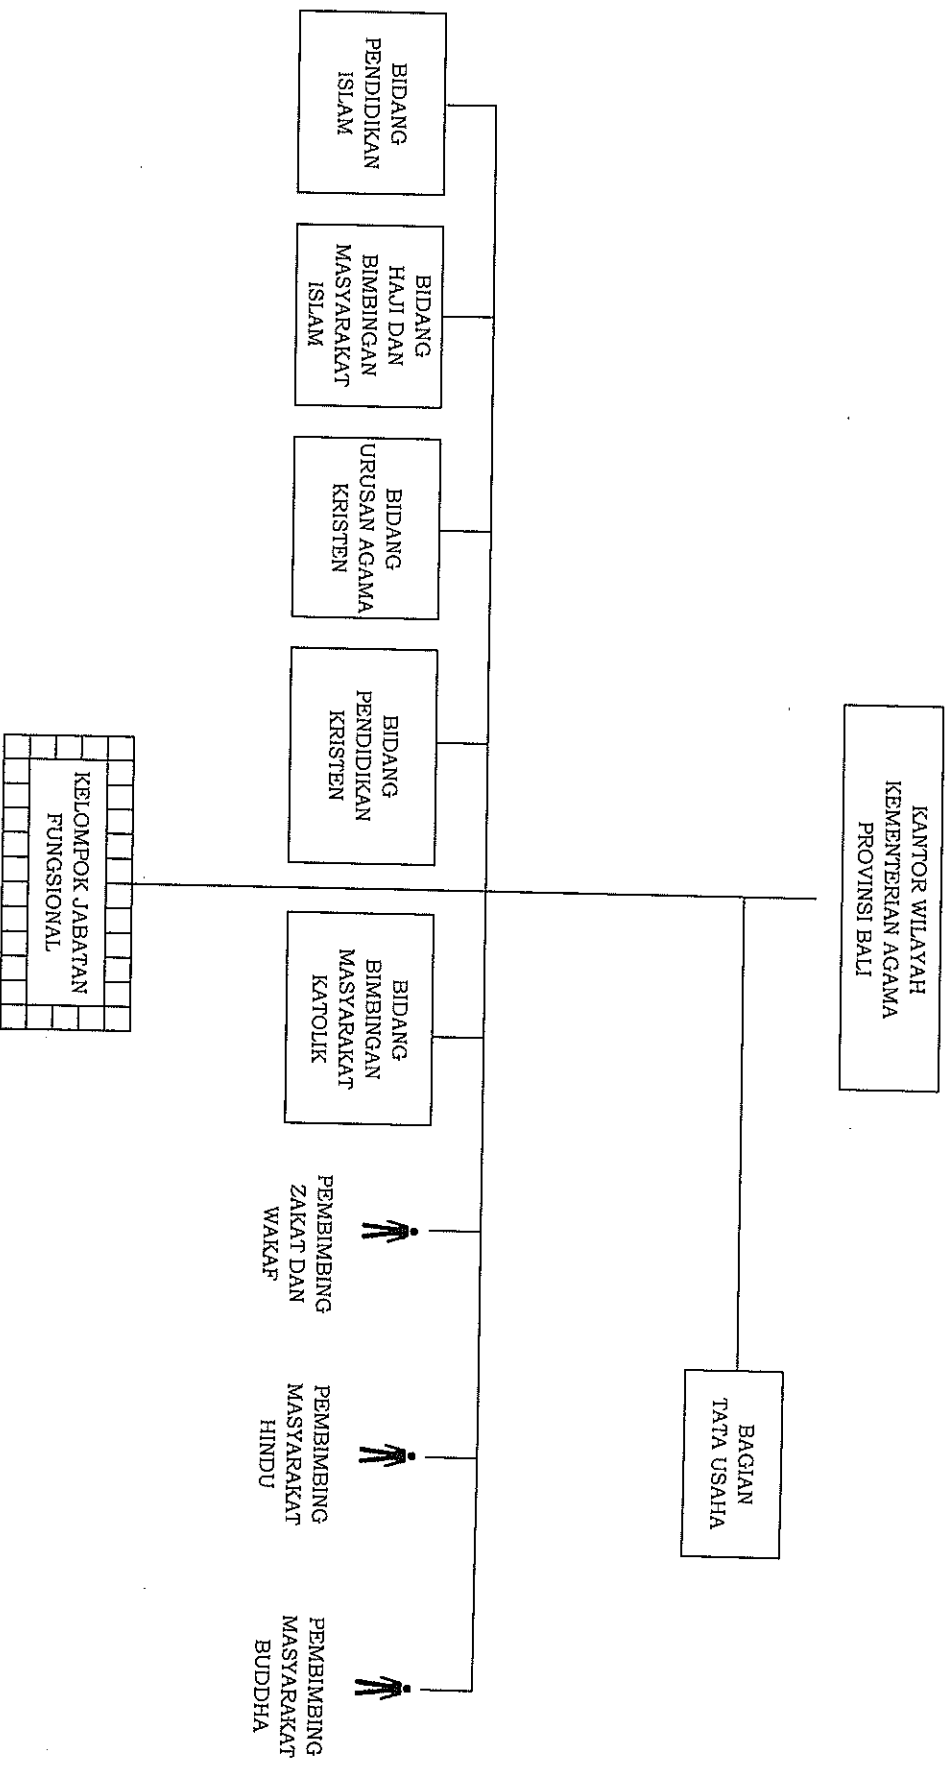 KANTOR WILAYAH
KEMENTERIAN AGAMA
PROVINSI BALI
BAGIAN
TATA USAHA
BIDANG
PENDIDIKAN
ISLAM
BIDANG
HAJI DAN
BIMBINGAN
MASYARAKAT
ISLAM
BIDANG
URUSAN AGAMA
KRISTEN
BIDANG
PENDIDIKAN
KRISTEN
BIDANG
BIMBINGAN
MASYARAKAT
KATOLIK
PEMBIMBING
ZAKAT DAN
WAKAF
PEMBIMBING
MASYARAKAT
HINDU
PEMBIMBING
MASYARAKAT
BUDDHA
KELOMPOK JABATAN
FUNGSIONAL